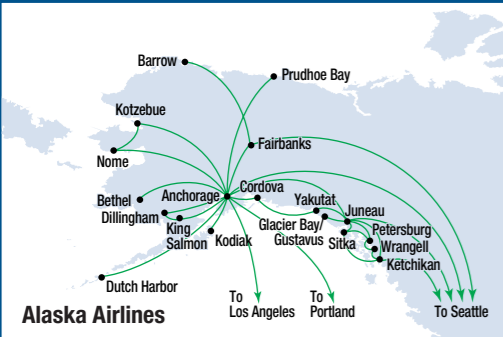 Barrow
Prudhoe Bay
Kotzebue
Fairbanks
Nome
Bethel
Anchorage
Cordova
Yakutat
Dillingham
Juneau
King
Salmon
Kodiak
Glacier Bay/
Gustavus
Sitka
Petersburg
Wrangell
Ketchikan
Dutch Harbor
To
Los Angeles
To
Portland
To Seattle
Alaska Airlines